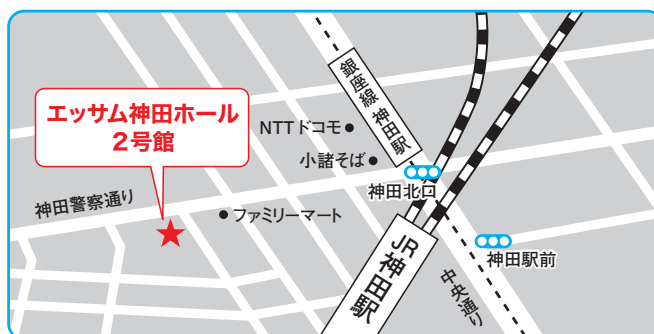 エッサム神田ホール
2号館
NTTドコモ
小諸そば
銀座線 神田駅
神田北口
神田警察通り
ファミリーマート
JR神田駅
神田駅前
中央通り